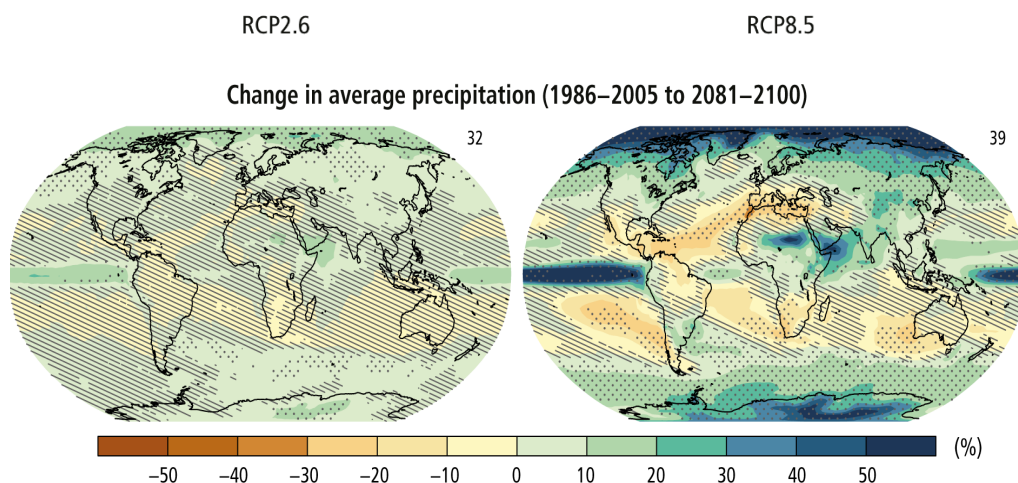 RCP2.6 RCP8.5
Change in average precipitation (1986–2005 to 2081–2100)
32 39
(%)
−50 −40 −30 −20 −10 0 10 20 30 40 50